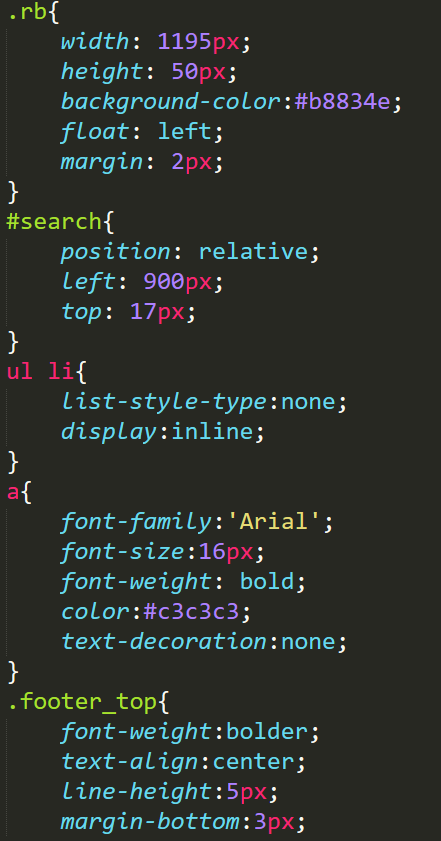 .rb{
    width: 1195px;
    height: 50px;
    background-color:#b8834e;
    float: left;
    margin: 2px;
}
#search{
    position: relative;
    left: 900px;
    top: 17px;
}
ul li{
    list-style-type:none;
    display:inline;
}
a{
    font-family:'Arial';
    font-size:16px;
    font-weight: bold;
    color:#c3c3c3;
    text-decoration:none;
}
.footer_top{
    font-weight:bolder;
    text-align:center;
    line-height:5px;
    margin-bottom:3px;